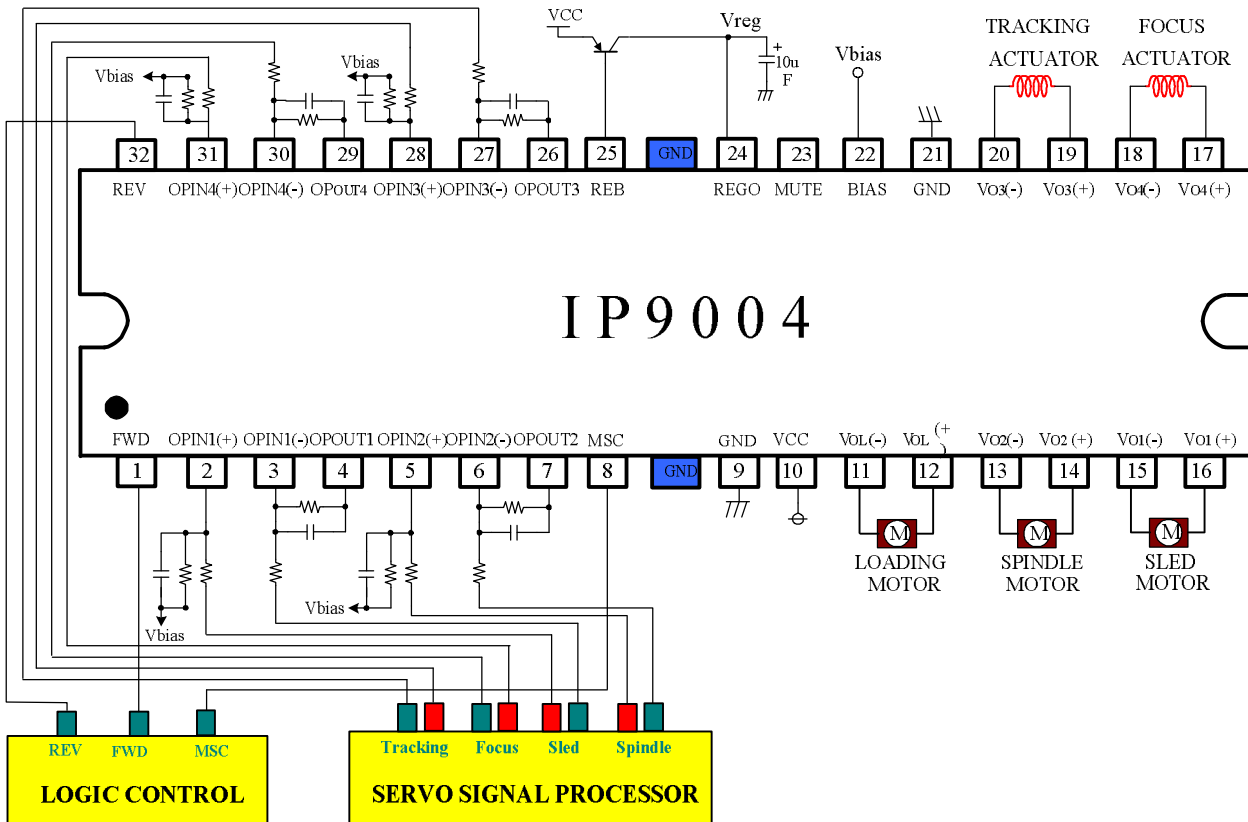 VCC
Vreg
+
10u
F
Vbias
TRACKING
ACTUATOR
FOCUS
ACTUATOR
Vbias
Vbias
32 31 30 29 28 27 26 25 GND 24 23 22 21 20 19 18 17
REV OPIN4(+) OPIN4(-) OPOUT4 OPIN3(+) OPIN3(-) OPOUT3 REB REGO MUTE BIAS GND VO3(-) VO3(+) VO4(-) VO4(+)
IP9004
FWD OPIN1(+) OPIN1(-) OPOUT1 OPIN2(+) OPIN2(-) OPOUT2 MSC GND VCC VOL(-) VOL (+) VO2(-) VO2(+) VO1(-) VO1(+)
1 2 3 4 5 6 7 8 GND 9 10 11 12 13 14 15 16
M
M
M
LOADING
MOTOR
SPINDLE
MOTOR
SLED
MOTOR
Vbias
Vbias
REV FWD MSC
LOGIC CONTROL
Tracking Focus Sled Spindle
SERVO SIGNAL PROCESSOR